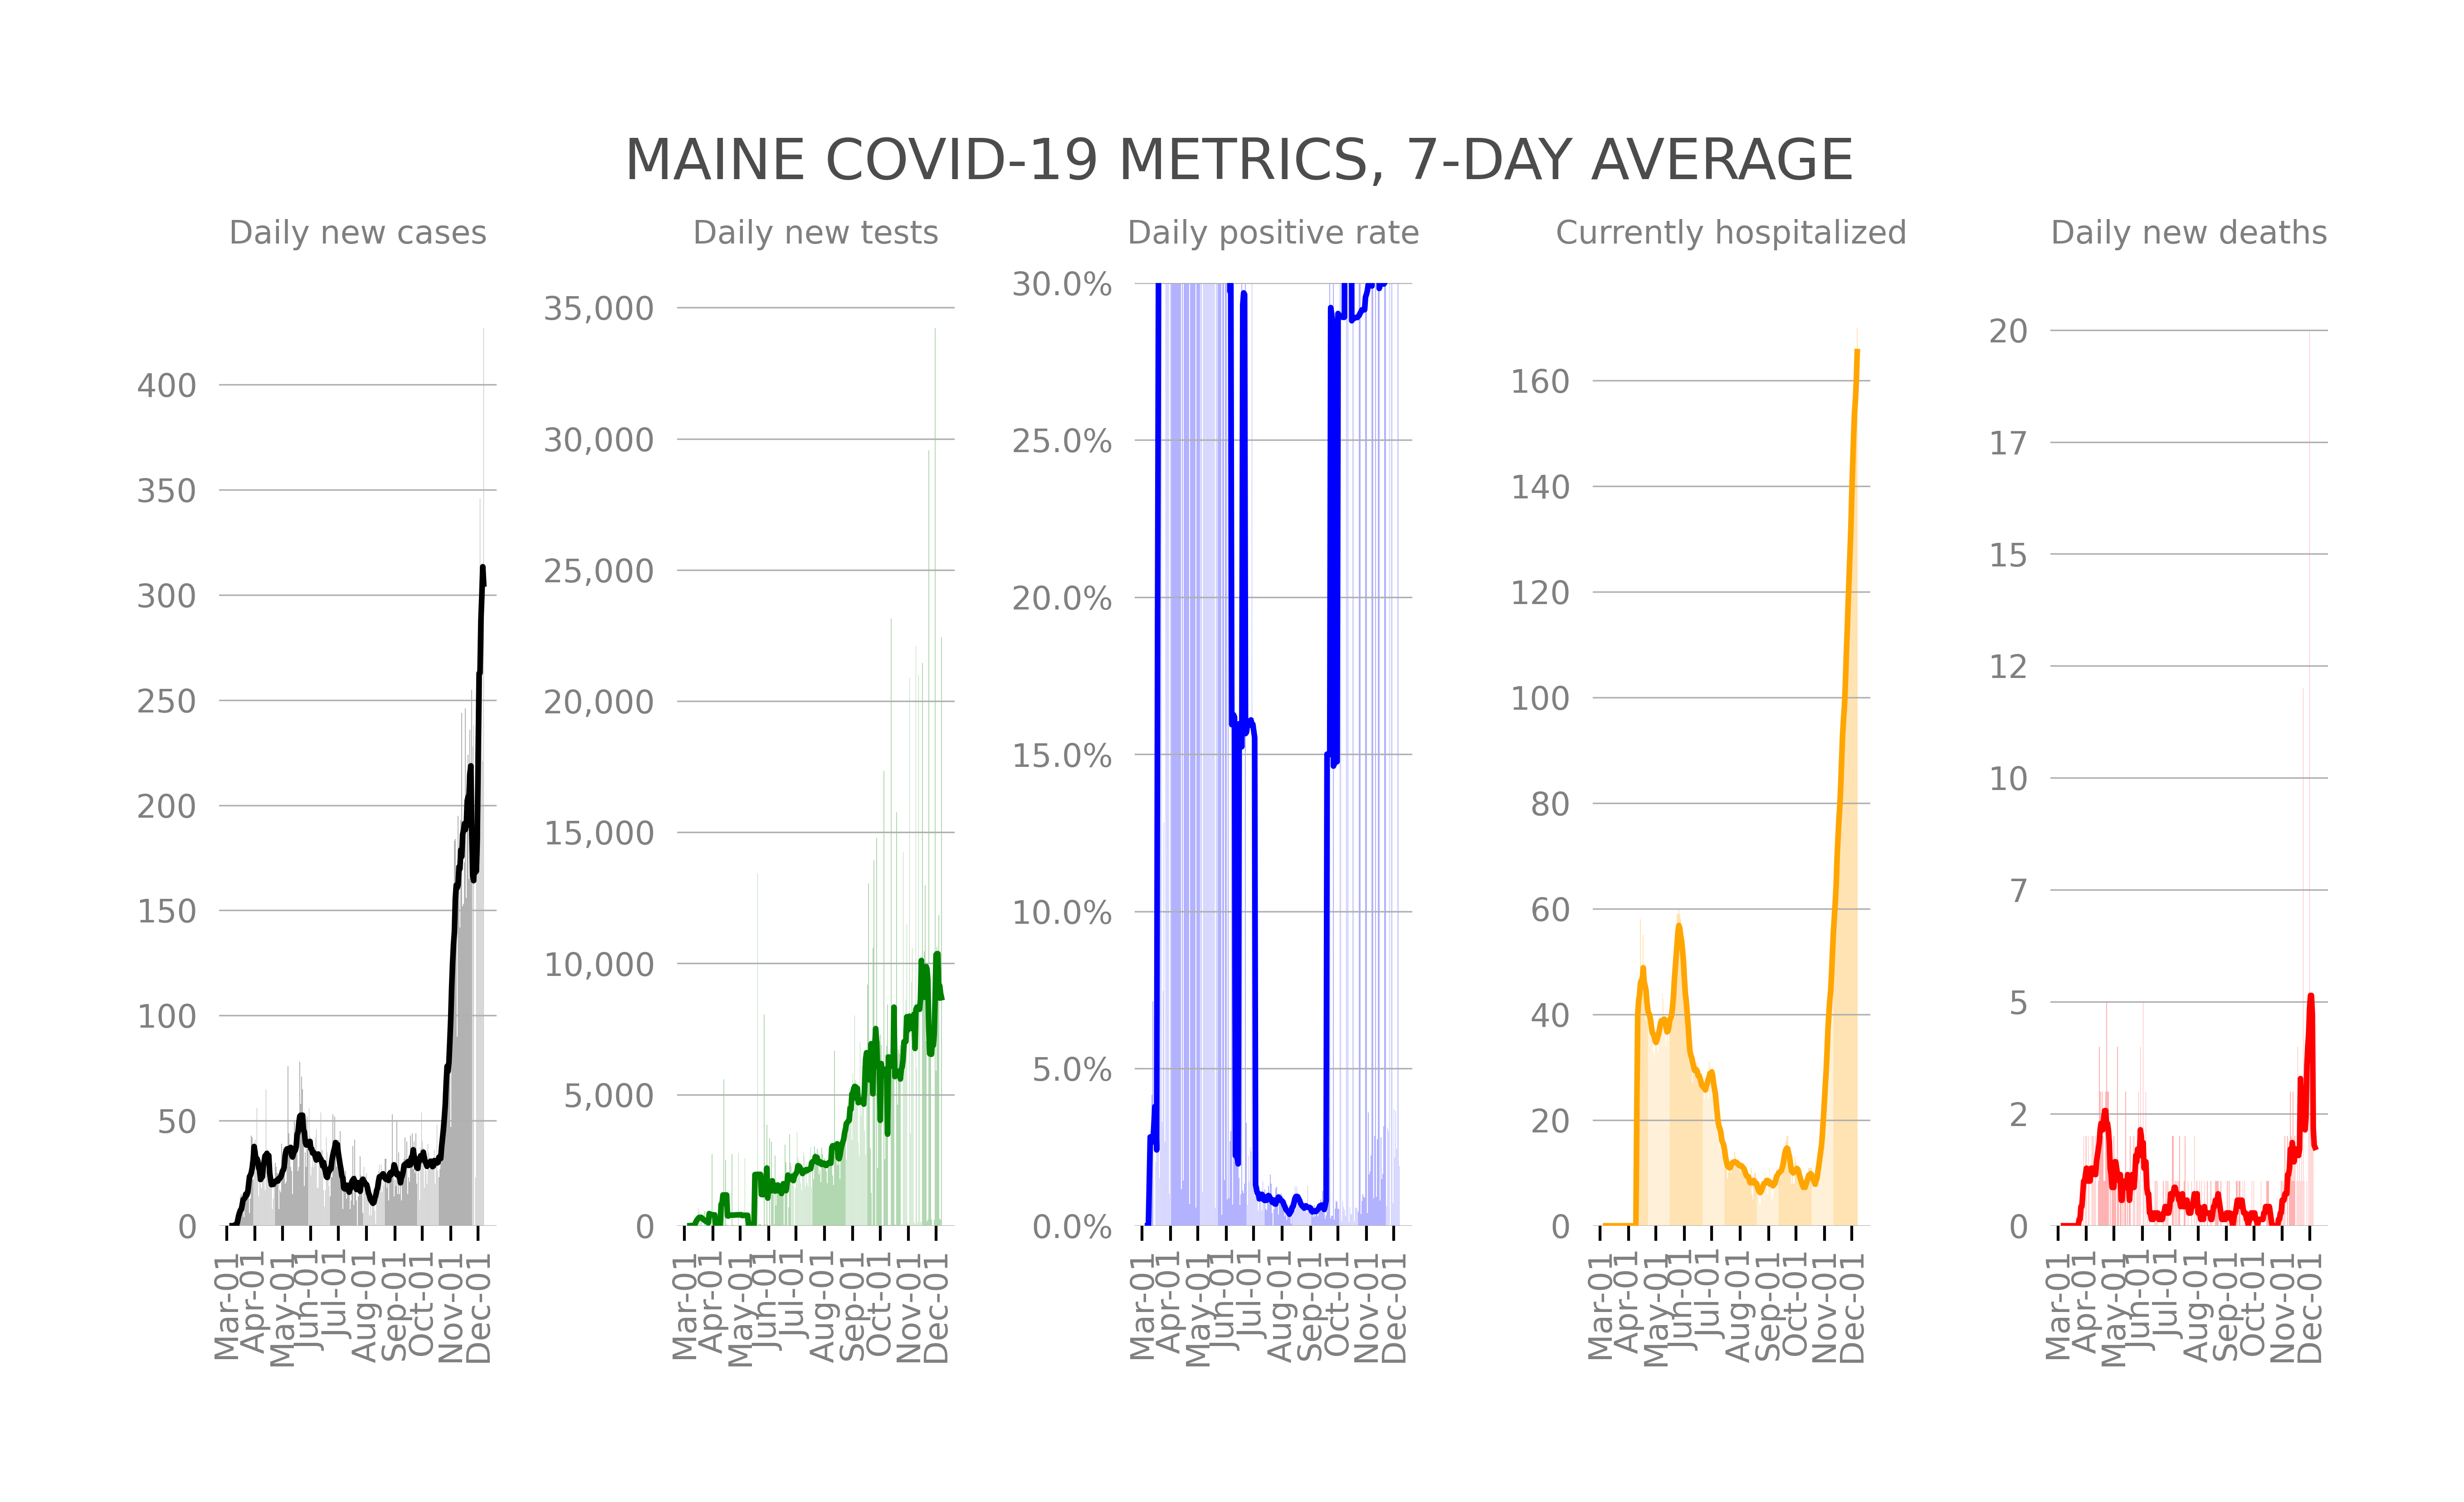 MAINE COVID-19 METRICS, 7-DAY AVERAGE
Daily new cases
400
350
300
250
200
150
100
50
0
Mar-01
Apr-01
May-01
Jun-01
Jul-01
Aug-01
Sep-01
Oct-01
Nov-01
Dec-01
Daily new tests
35,000
30,000
25,000
20,000
15,000
10,000
5,000
0
Mar-01
Apr-01
May-01
Jun-01
Jul-01
Aug-01
Sep-01
Oct-01
Nov-01
Dec-01
Daily positive rate
30.0%
25.0%
20.0%
15.0%
10.0%
5.0%
0.0%
Mar-01
Apr-01
May-01
Jun-01
Jul-01
Aug-01
Sep-01
Oct-01
Nov-01
Dec-01
Currently hospitalized
160
140
120
100
80
60
40
20
0
Mar-01
Apr-01
May-01
Jun-01
Jul-01
Aug-01
Sep-01
Oct-01
Nov-01
Dec-01
Daily new deaths
20
17
15
12
10
7
5
2
0
Mar-01
Apr-01
May-01
Jun-01
Jul-01
Aug-01
Sep-01
Oct-01
Nov-01
Dec-01